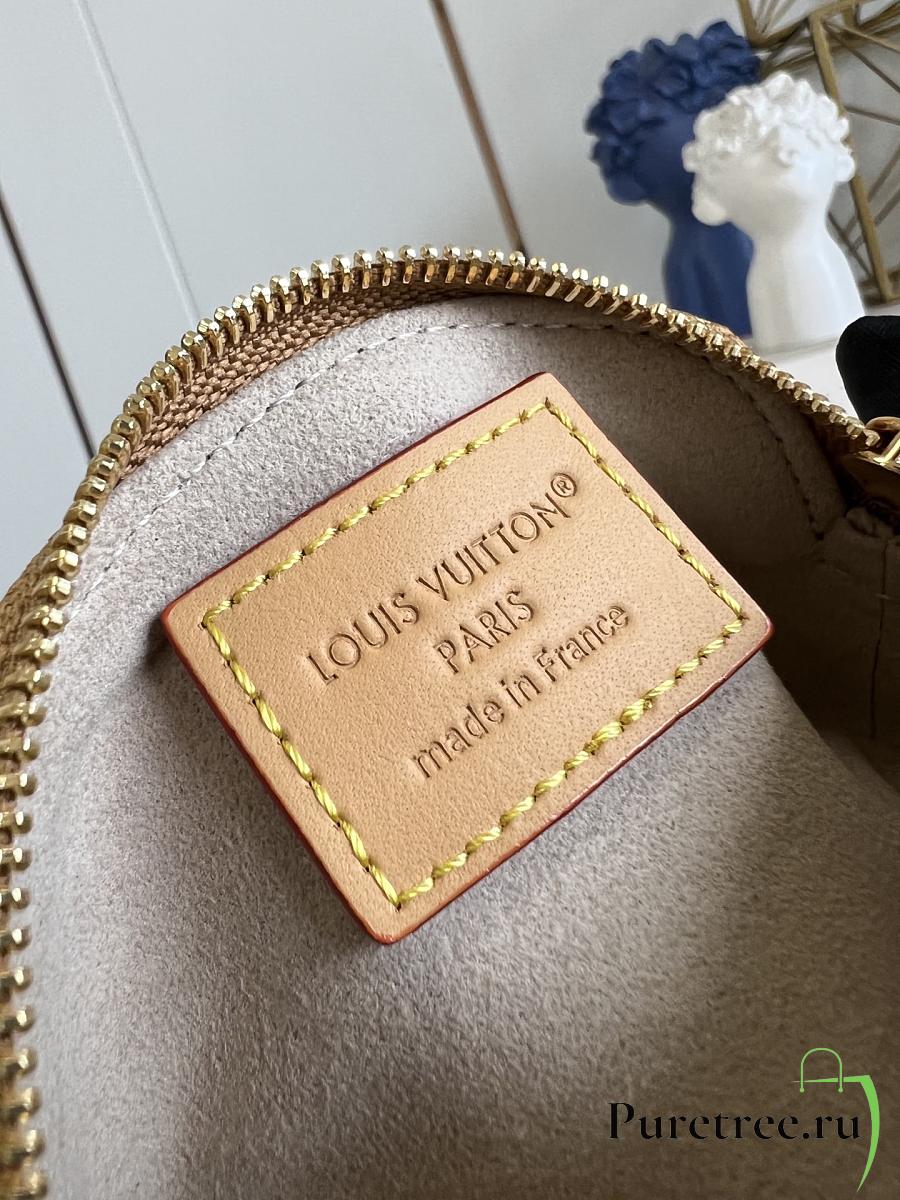 LOUIS VUITTON®
PARIS
made in France
Puretree.ru